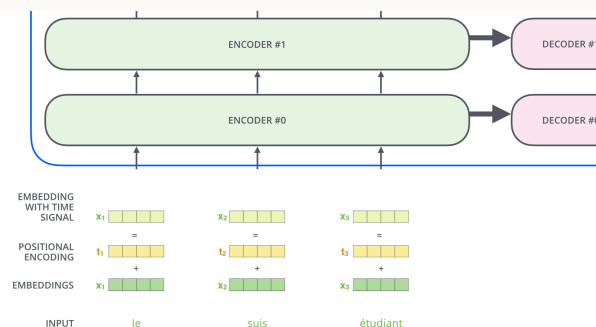 ENCODER #1
DECODER #1
ENCODER #0
DECODER #0
EMBEDDING
WITH TIME
SIGNAL
x₁ x₂ x₃
= = =
POSITIONAL
ENCODING
t₁ t₂ t₃
+ + +
EMBEDDINGS x₁ x₂ x₃
INPUT le suis étudiant